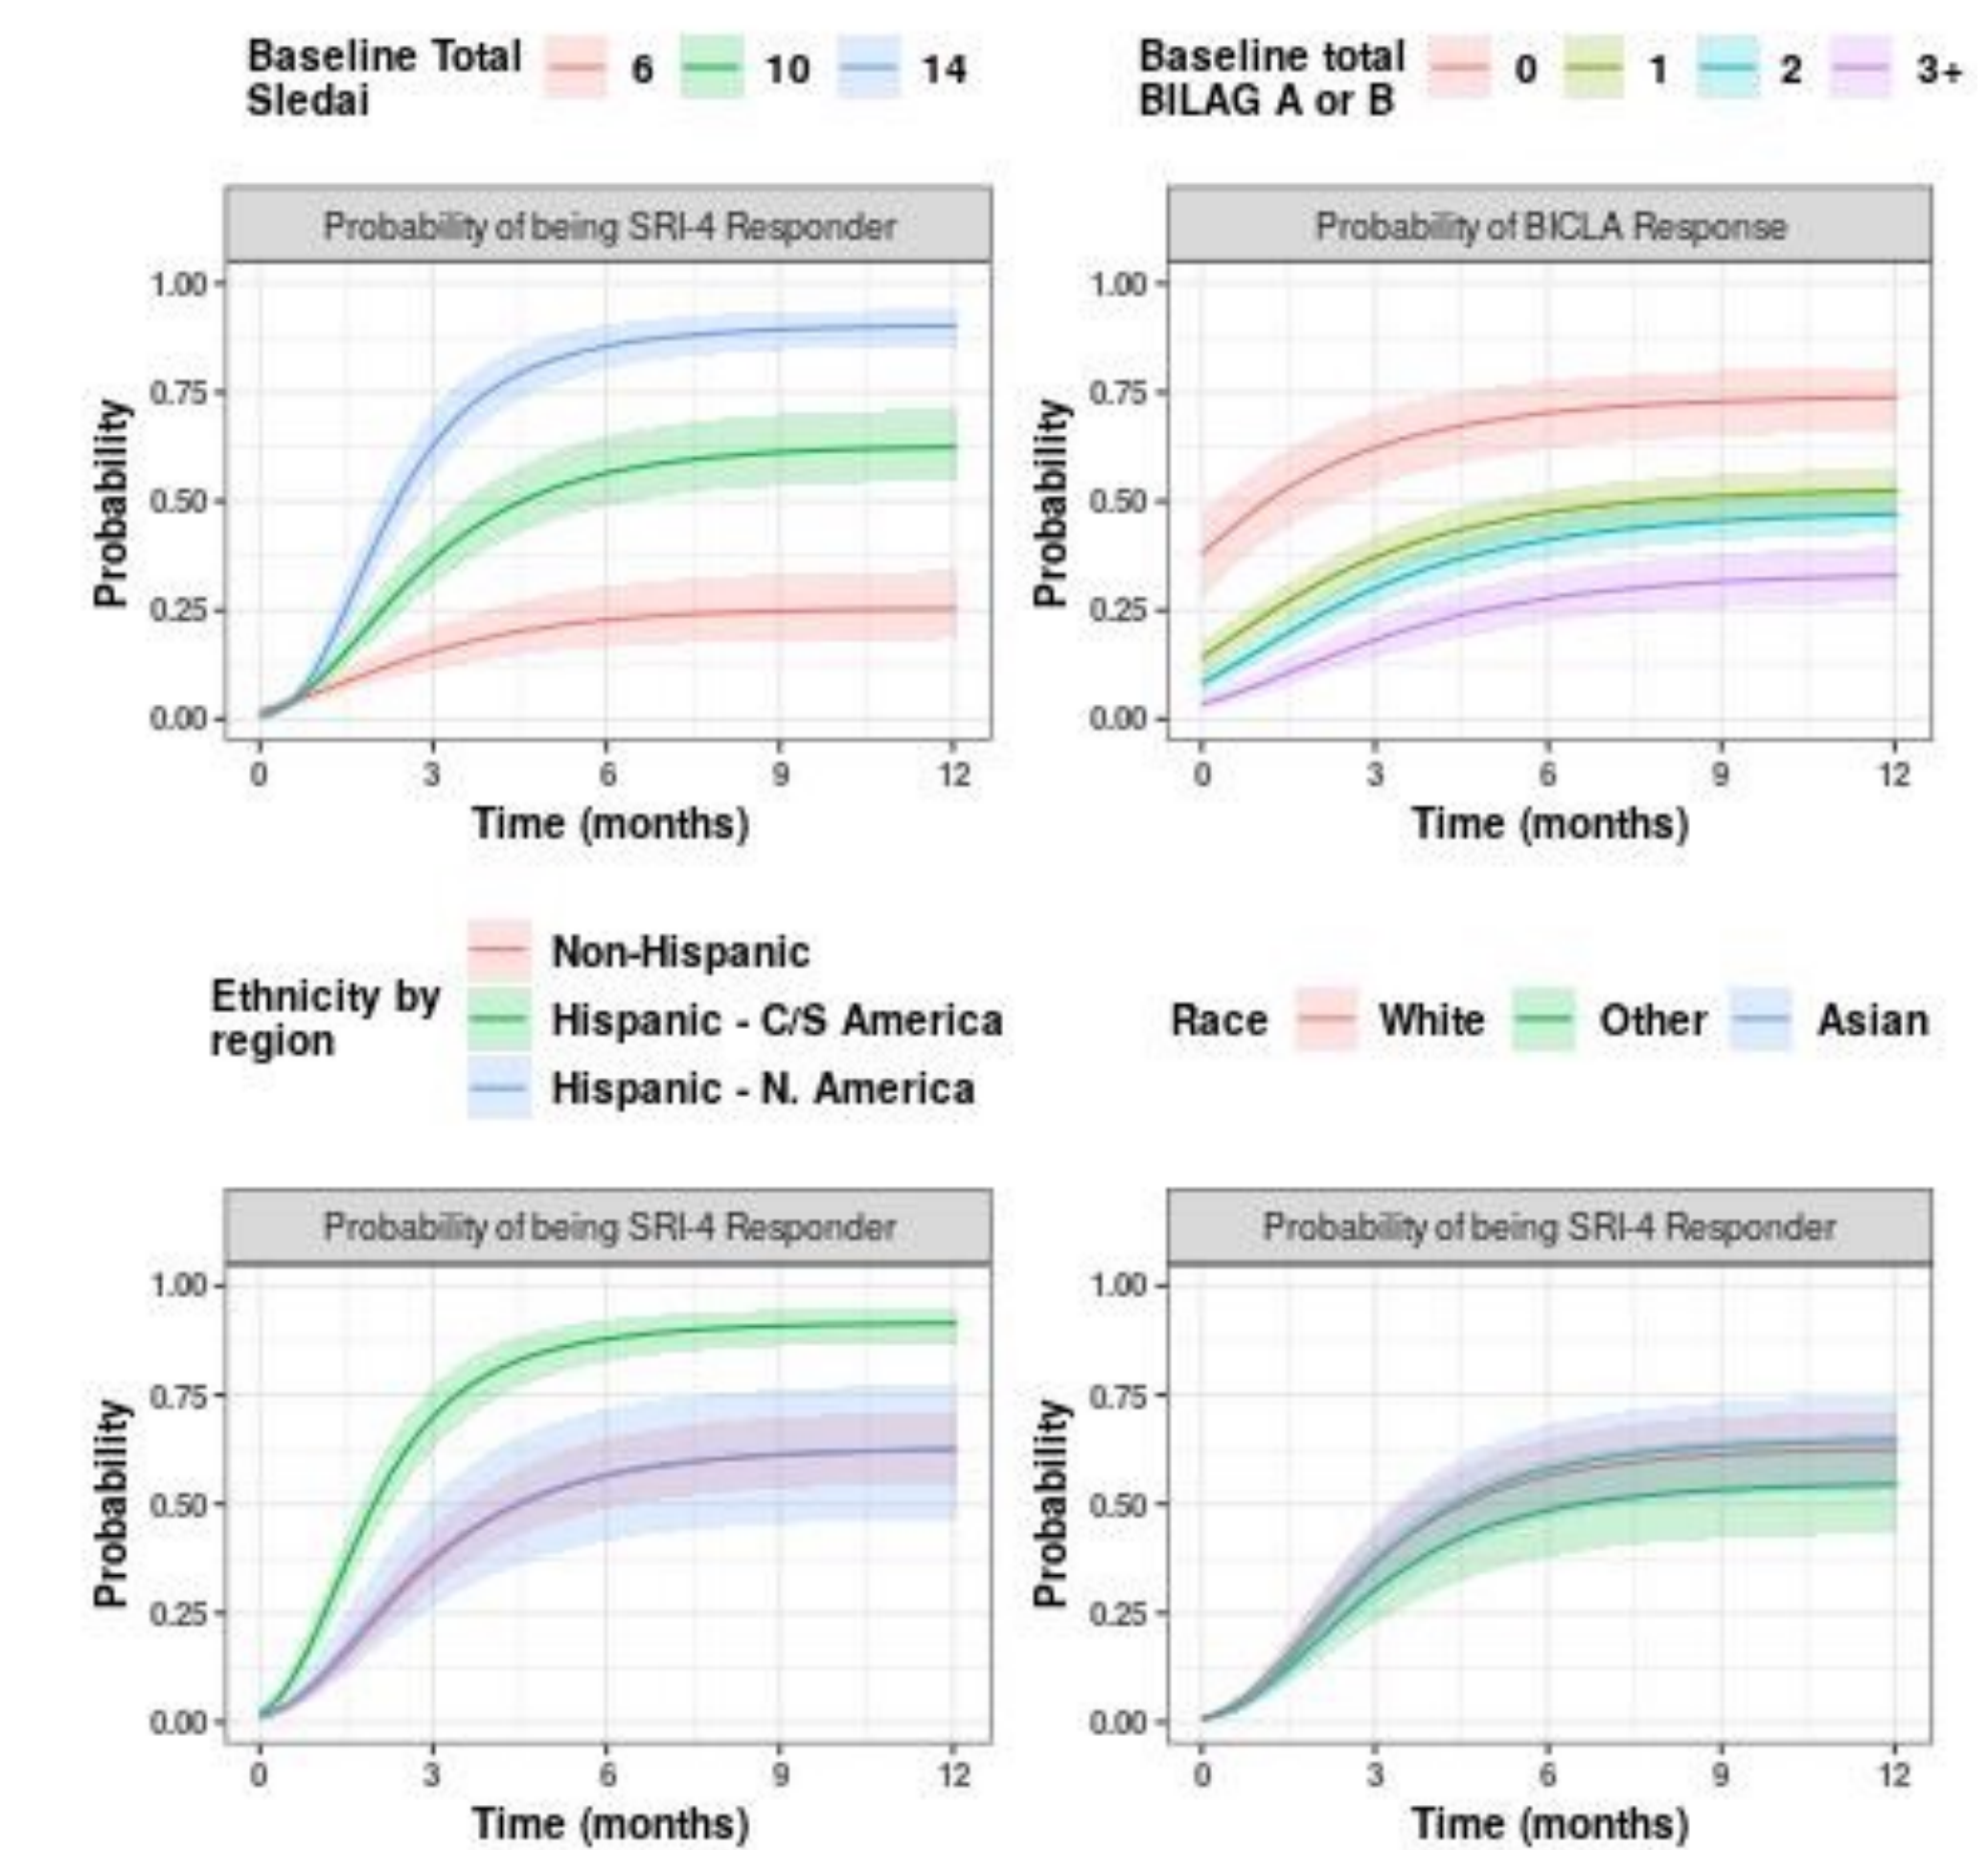 Baseline Total
Sledai
6 10 14
Baseline total
BILAG A or B
0 1 2 3+
Probability of being SRI-4 Responder
1.00
0.75
0.50
0.25
0.00
Probability
0 3 6 9 12
Time (months)
Probability of BICLA Response
1.00
0.75
0.50
0.25
0.00
Probability
0 3 6 9 12
Time (months)
Ethnicity by
region
Non-Hispanic
Hispanic - C/S America
Hispanic - N. America
Race White Other Asian
Probability of being SRI-4 Responder
1.00
0.75
0.50
0.25
0.00
Probability
0 3 6 9 12
Time (months)
Probability of being SRI-4 Responder
1.00
0.75
0.50
0.25
0.00
Probability
0 3 6 9 12
Time (months)